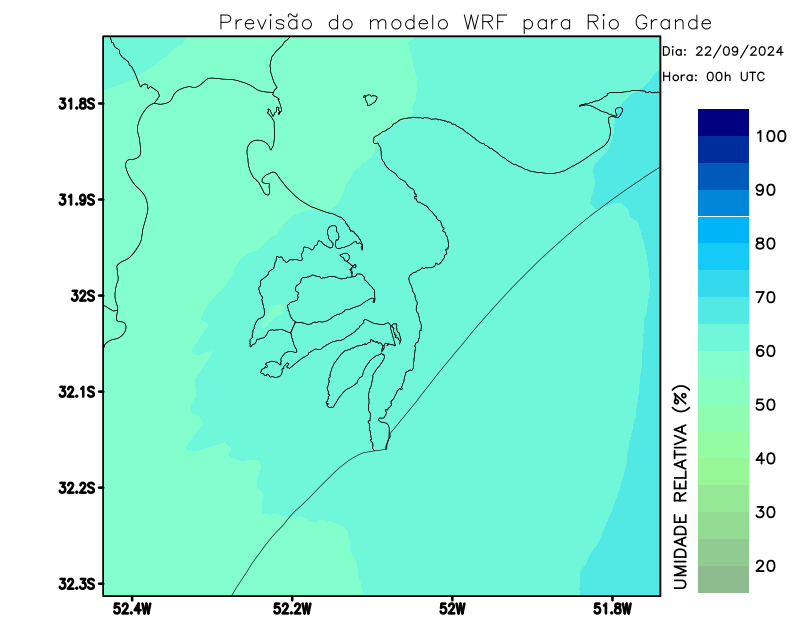 Previsão do modelo WRF para Rio Grande
Dia: 22/09/2024
Hora: 00h UTC
31.8S
31.9S
32S
32.1S
32.2S
32.3S
52.4W
52.2W
52W
51.8W
100
90
80
70
60
50
40
30
20
UMIDADE RELATIVA (%)